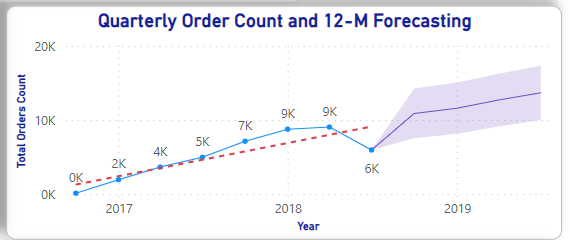 Quarterly Order Count and 12-M Forecasting
Total Orders Count
20K
10K
0K
0K
2K
4K
5K
7K
9K
9K
6K
2017
2018
2019
Year